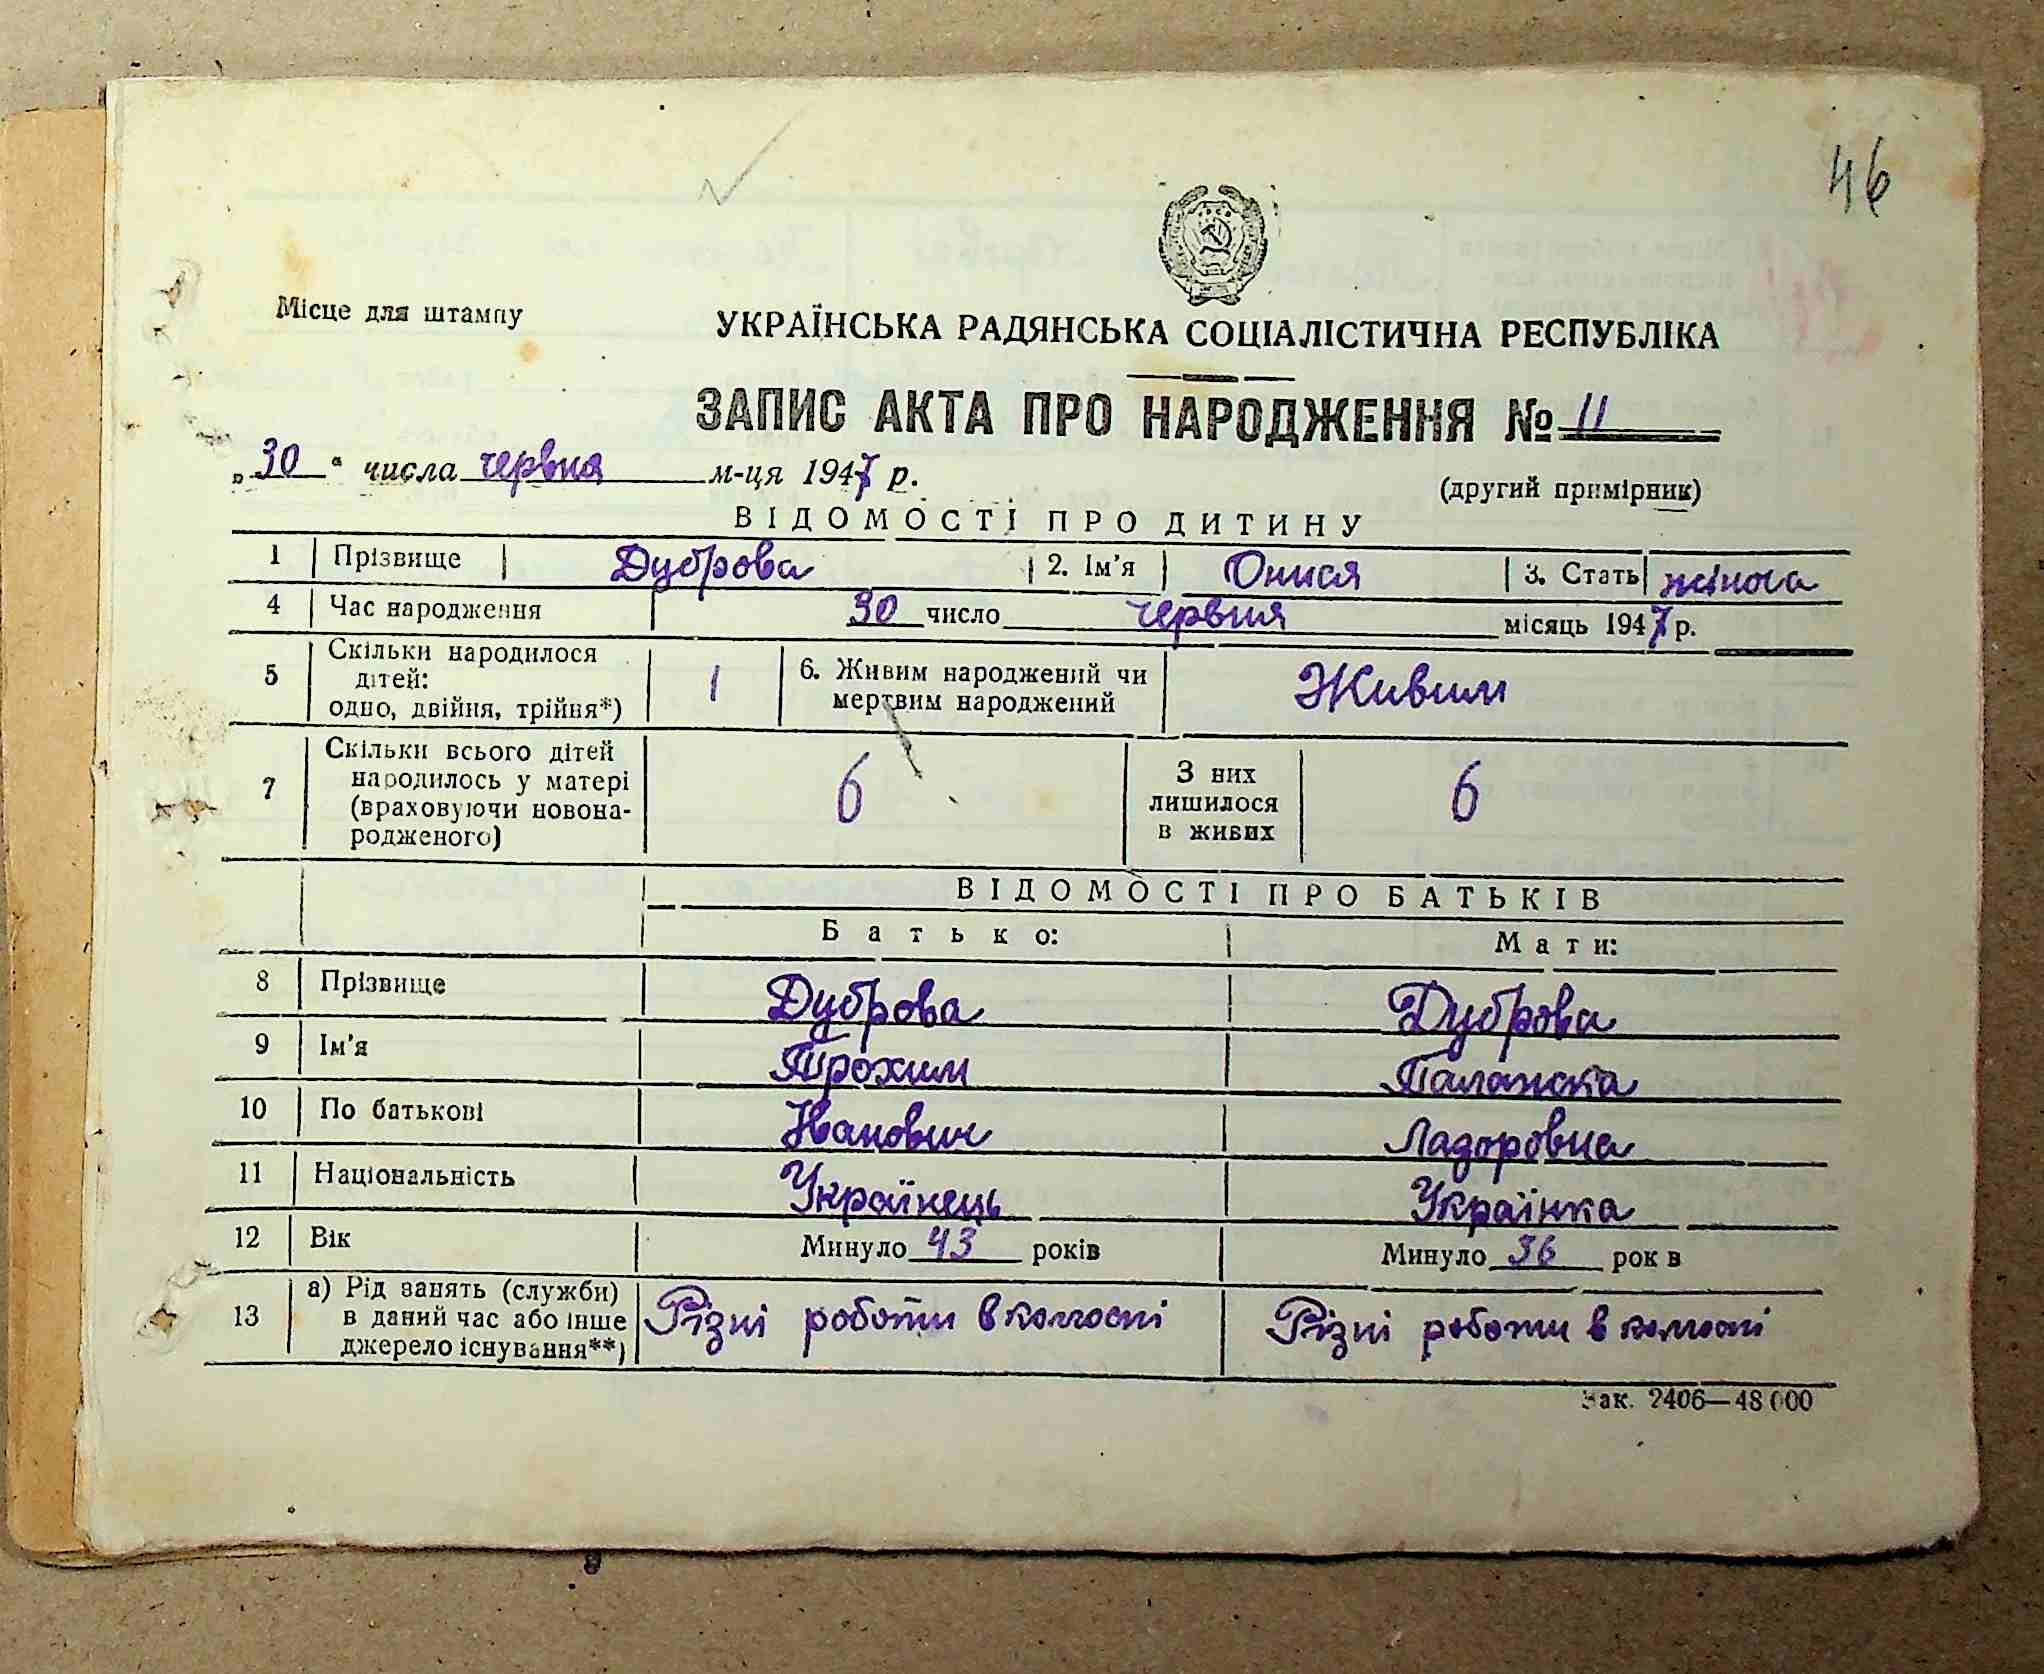 46
Місце для штампу
УКРАЇНСЬКА РАДЯНСЬКА СОЦІАЛІСТИЧНА РЕСПУБЛІКА
ЗАПИС АКТА ПРО НАРОДЖЕННЯ № 11
„30“ числа червня м-ця 1947 р.
(другий примірник)
ВІДОМОСТІ ПРО ДИТИНУ
1 Прізвище Дуброва 2. Ім'я Онися 3. Стать жіноча
4 Час народження 30 число червня місяць 1947 р.
5 Скільки народилося дітей: одно, двійня, трійня*) 1 6. Живим народжений чи мертвим народжений Живим
7 Скільки всього дітей народилось у матері (враховуючи новонародженого) 6 З них лишилося в живих 6
ВІДОМОСТІ ПРО БАТЬКІВ
Батько: Мати:
8 Прізвище Дуброва Дуброва
9 Ім'я Трохим Палажка
10 По батькові Іванович Ладоровна
11 Національність Українець Українка
12 Вік Минуло 43 років Минуло 36 рок в
13 а) Рід занять (служби) в даний час або інше джерело існування**) Різні роботи в колгоспі Різні роботи в колгоспі
Зак. 2406—48 000